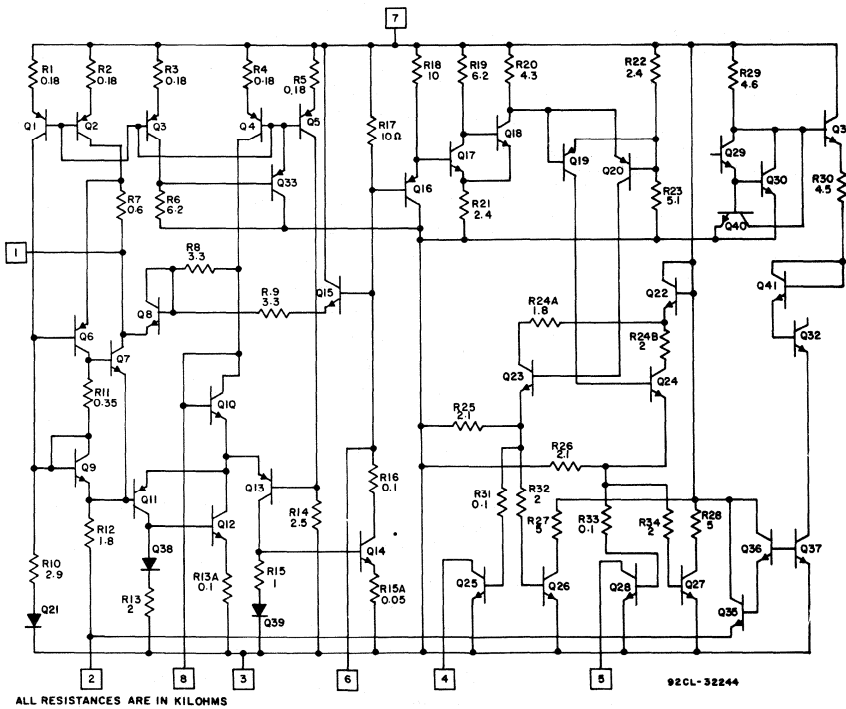 7
R1
0.18
R2
0.18
R3
0.18
R4
0.18
R5
0.18
R17
10Ω
R18
10
R19
6.2
R20
4.3
R22
2.4
R29
4.6
Q1
Q2
Q3
Q4
Q5
Q33
Q16
Q17
Q18
Q19
Q20
Q29
Q30
Q3
R30
4.5
R7
0.6
R6
6.2
R21
2.4
R23
5.1
Q40
1
R8
3.3
R.9
3.3
Q8
Q15
Q22
Q41
R24A
1.8
R24B
2
Q32
Q6
Q7
Q23
Q24
R11
0.35
Q10
R25
2.1
R26
2.1
Q9
Q11
Q13
R16
0.1
R31
0.1
R32
2
R12
1.8
Q12
R14
2.5
R27
5
R33
0.1
R34
2
R28
5
R10
2.9
Q38
Q14
Q36
Q37
R13
2
R13A
0.1
R15
1
R15A
0.05
Q25
Q26
Q28
Q27
Q35
Q21
Q39
2
8
3
6
4
5
92CL-32244
ALL RESISTANCES ARE IN KILOHMS